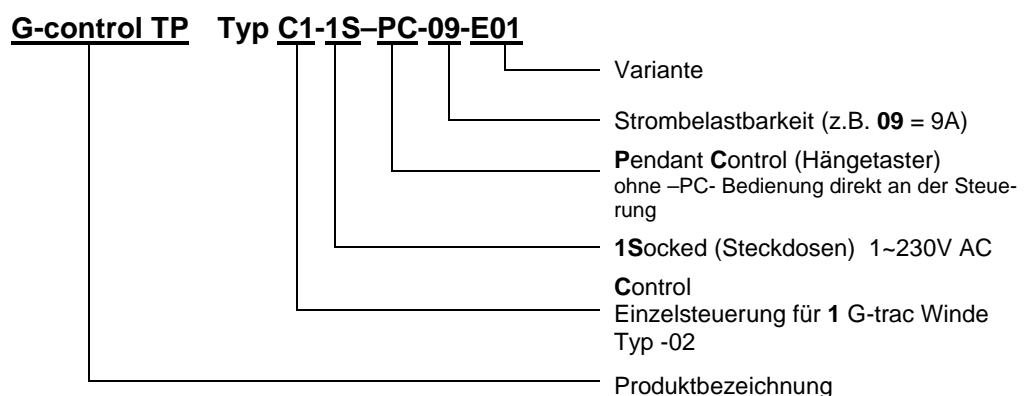 G-control TP Typ C1-1S–PC-09-E01
Variante
Strombelastbarkeit (z.B. 09 = 9A)
Pendant Control (Hängetaster)
ohne –PC- Bedienung direkt an der Steue-
rung
1Socked (Steckdosen) 1~230V AC
Control
Einzelsteuerung für 1 G-trac Winde
Typ -02
Produktbezeichnung